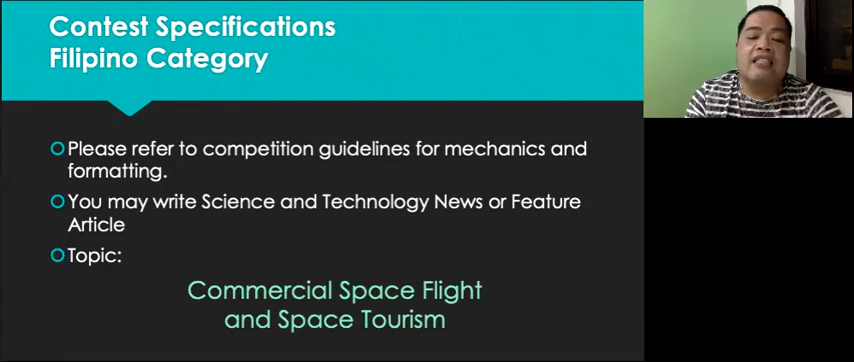 Contest Specifications
Filipino Category
Please refer to competition guidelines for mechanics and
formatting.
You may write Science and Technology News or Feature
Article
Topic:
Commercial Space Flight
and Space Tourism